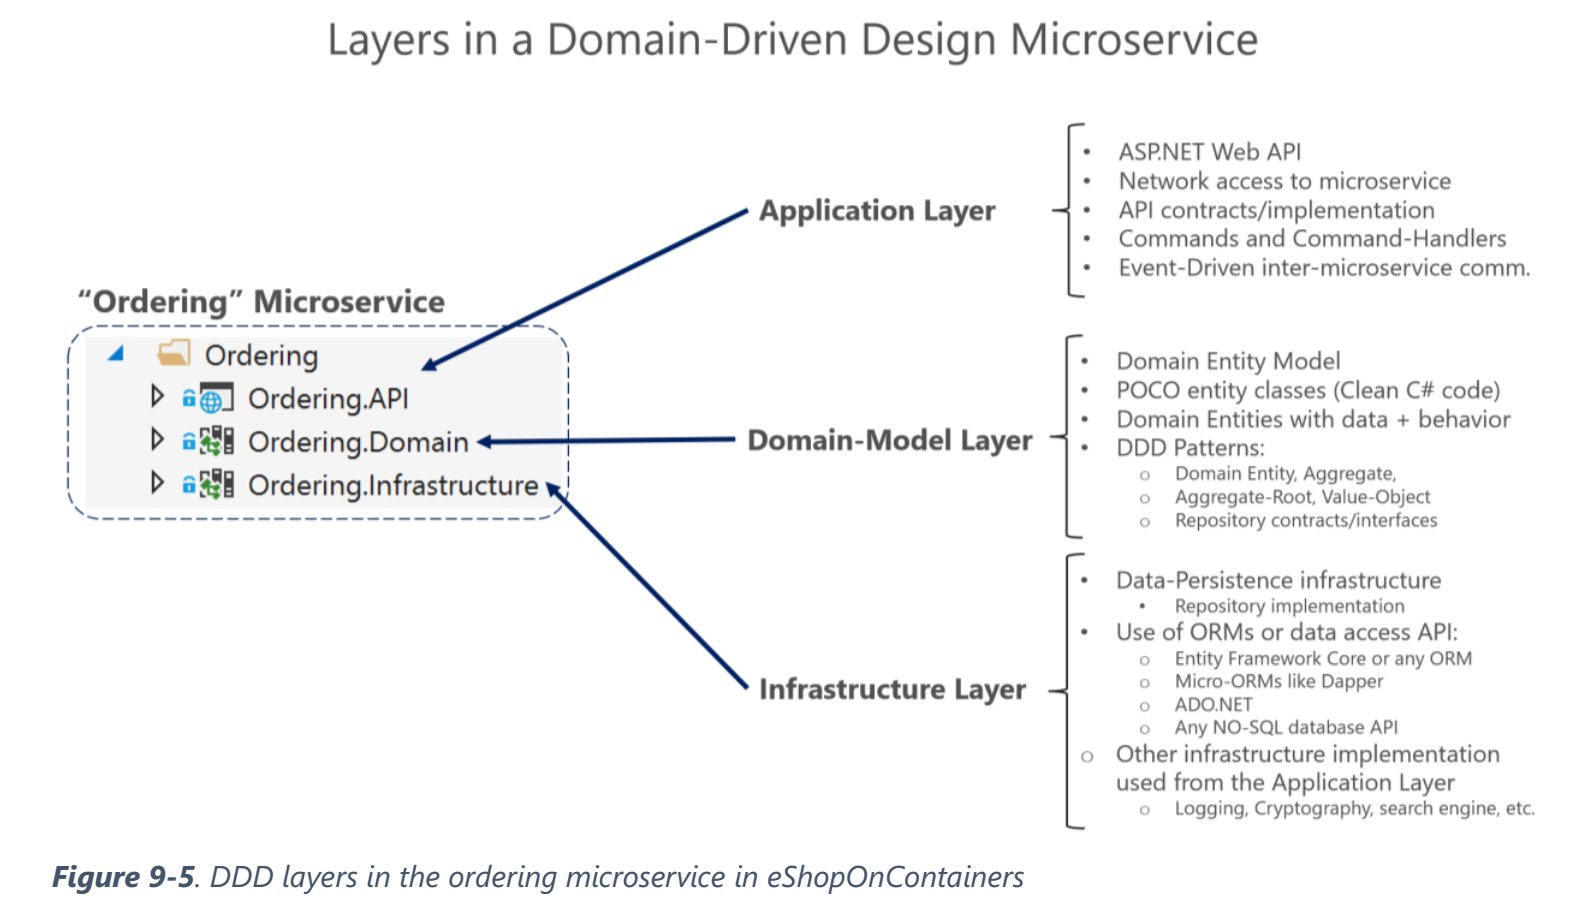 Layers in a Domain-Driven Design Microservice
Application Layer
• ASP.NET Web API
• Network access to microservice
• API contracts/implementation
• Commands and Command-Handlers
• Event-Driven inter-microservice comm.
“Ordering” Microservice
Ordering
Ordering.API
Ordering.Domain
Ordering.Infrastructure
Domain-Model Layer
• Domain Entity Model
• POCO entity classes (Clean C# code)
• Domain Entities with data + behavior
• DDD Patterns:
o Domain Entity, Aggregate,
o Aggregate-Root, Value-Object
o Repository contracts/interfaces
Infrastructure Layer
• Data-Persistence infrastructure
• Repository implementation
• Use of ORMs or data access API:
o Entity Framework Core or any ORM
o Micro-ORMs like Dapper
o ADO.NET
o Any NO-SQL database API
o Other infrastructure implementation
used from the Application Layer
o Logging, Cryptography, search engine, etc.
Figure 9-5. DDD layers in the ordering microservice in eShopOnContainers